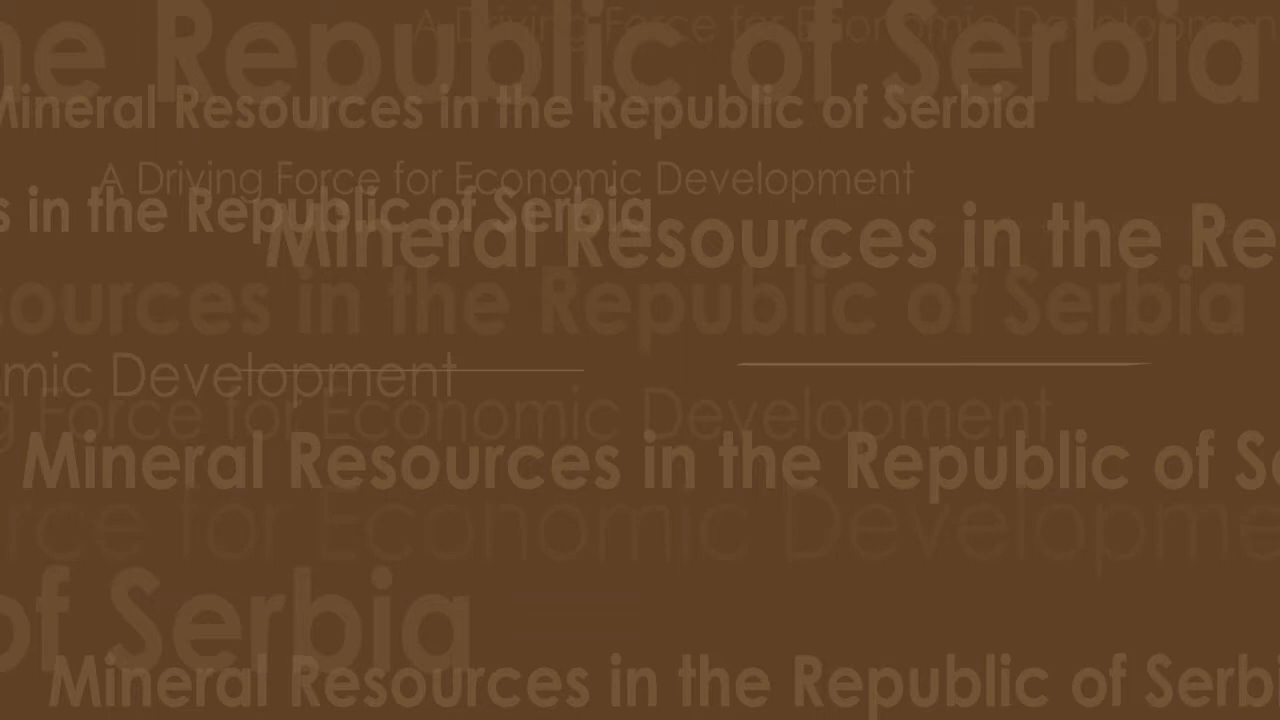 A Driving Force for Economic Development
he Republic of Serbia
Mineral Resources in the Republic of Serbia
A Driving Force for Economic Development
s in the Republic of Serbia
Mineral Resources in the Re
sources in the Republic of Serbia
mic Development
g Force for Economic Development
Mineral Resources in the Republic of Se
rce for Economic Developme
of Serbia
Mineral Resources in the Republic of Serb